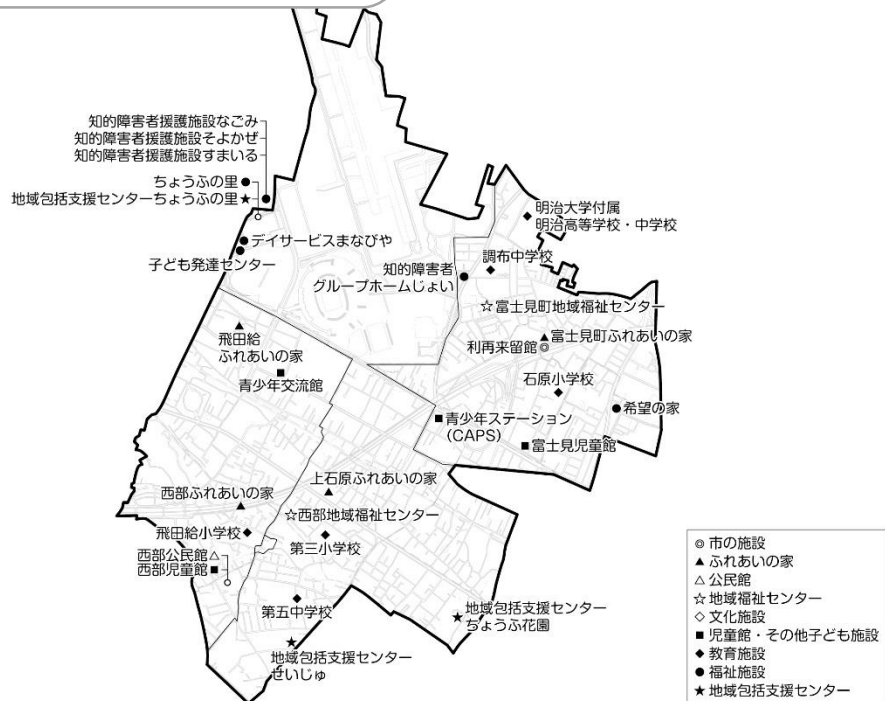 知的障害者援護施設なごみ
知的障害者援護施設そよかぜ
知的障害者援護施設すまいる
ちょうふの里●
地域包括支援センターちょうふの里★
デイサービスまなびや
子ども発達センター
明治大学付属
明治高等学校・中学校
調布中学校
知的障害者
グループホームじょい
☆富士見町地域福祉センター
富士見町ふれあいの家
利再来留館
飛田給
ふれあいの家
青少年交流館
石原小学校
希望の家
青少年ステーション
(CAPS)
富士見児童館
西部ふれあいの家
上石原ふれあいの家
☆西部地域福祉センター
飛田給小学校
第三小学校
西部公民館△
西部児童館■
第五中学校
地域包括支援センター
ちょうふ花園
地域包括支援センター
せいじゅ
◎ 市の施設
▲ ふれあいの家
△ 公民館
☆ 地域福祉センター
◇ 文化施設
■ 児童館・その他子ども施設
◆ 教育施設
● 福祉施設
★ 地域包括支援センター